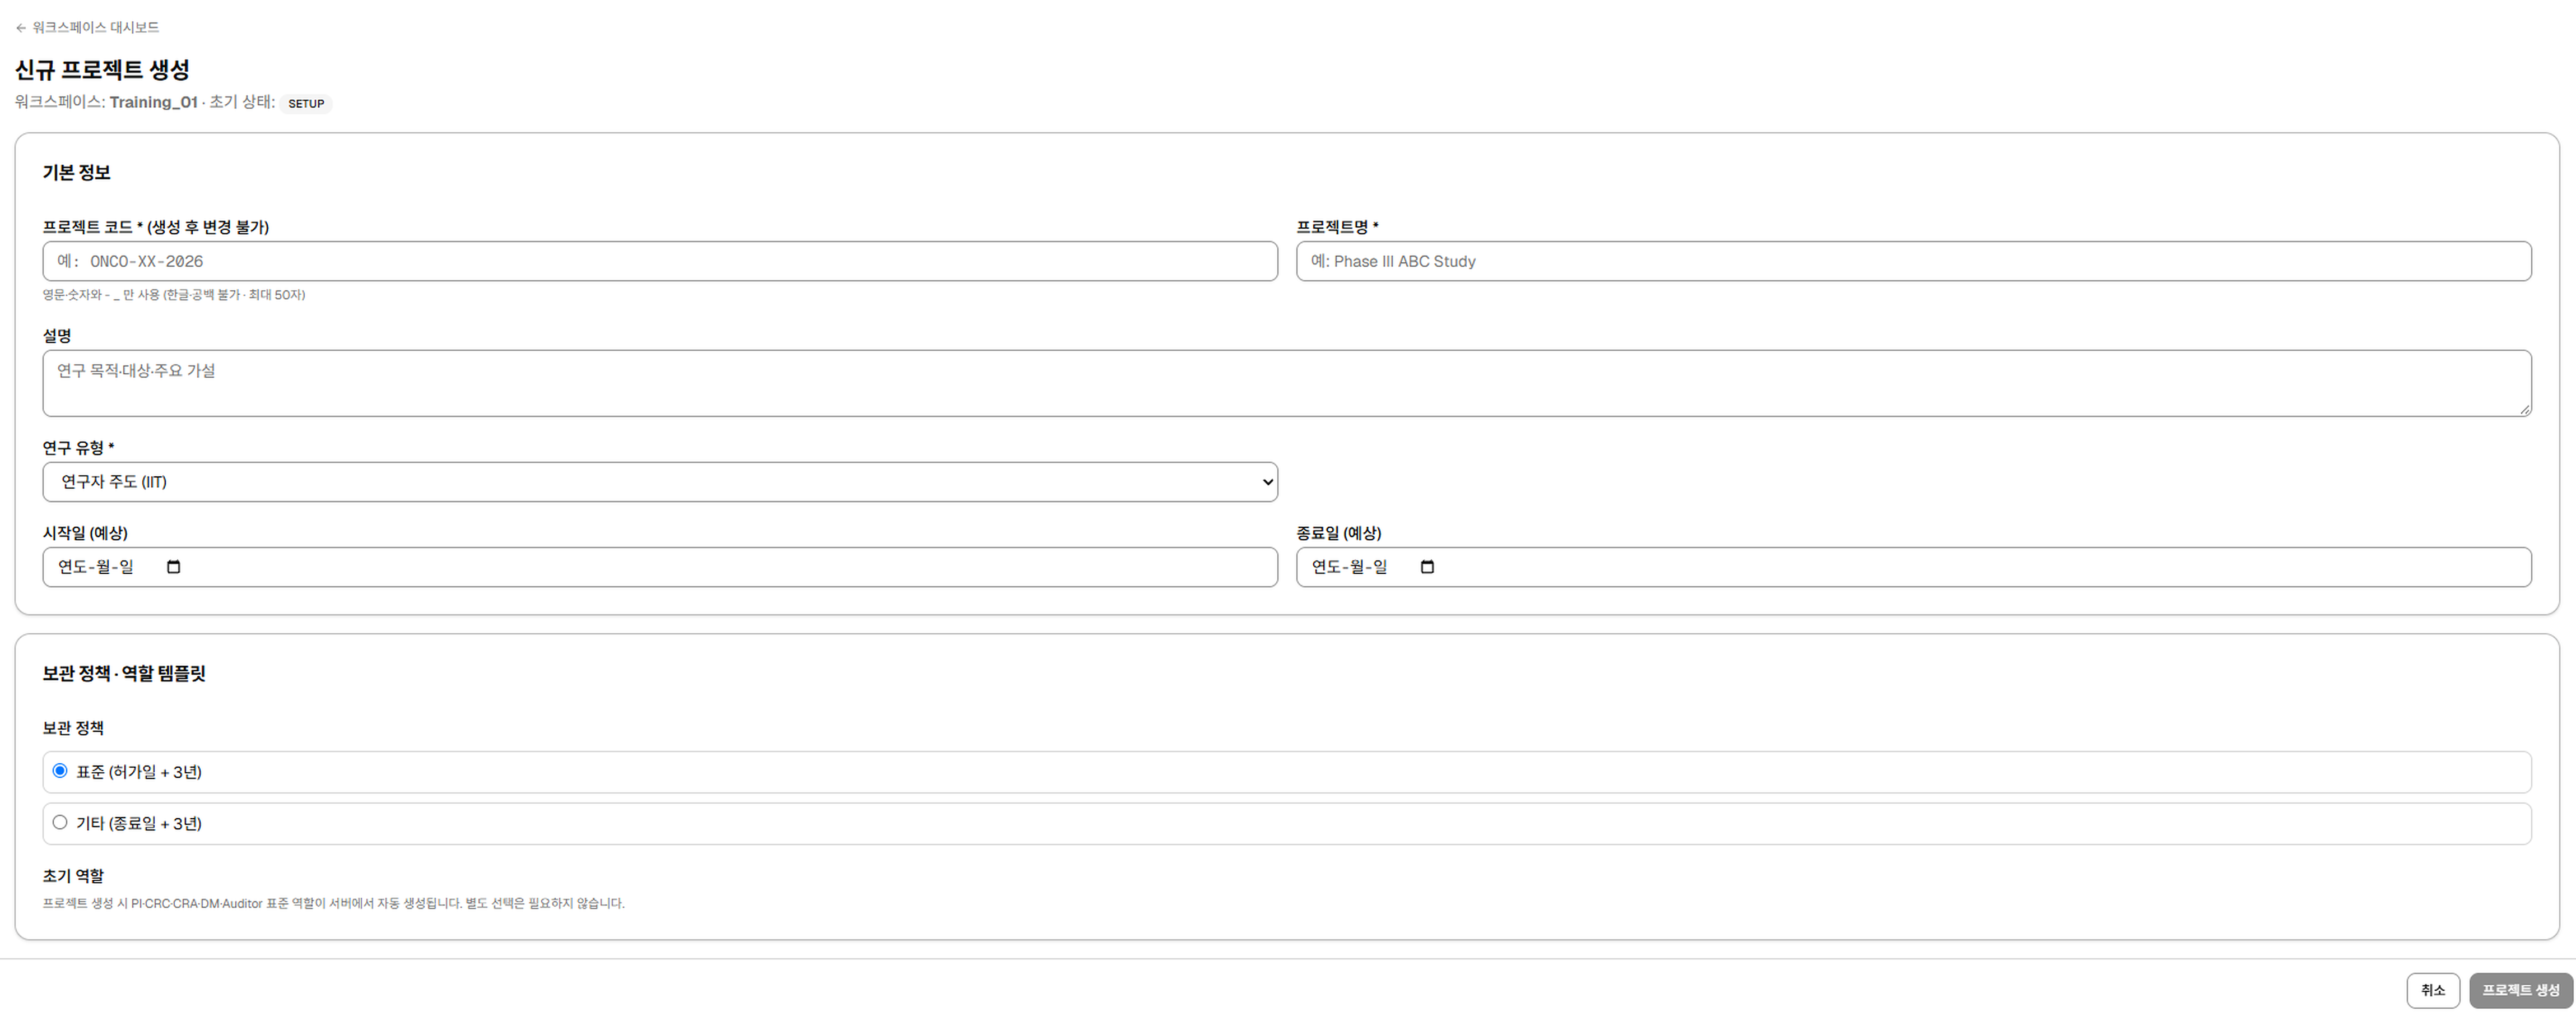 ← 워크스페이스 대시보드
신규 프로젝트 생성
워크스페이스: Training_01 · 초기 상태: SETUP
기본 정보
프로젝트 코드 * (생성 후 변경 불가)
프로젝트명 *
예: ONCO-XX-2026
예: Phase III ABC Study
영문·숫자와 - _ 만 사용 (한글·공백 불가 · 최대 50자)
설명
연구 목적·대상·주요 가설
연구 유형 *
연구자 주도 (IIT)
시작일 (예상)
종료일 (예상)
연도-월-일
연도-월-일
보관 정책 · 역할 템플릿
보관 정책
표준 (허가일 + 3년)
기타 (종료일 + 3년)
초기 역할
프로젝트 생성 시 PI·CRC·CRA·DM·Auditor 표준 역할이 서버에서 자동 생성됩니다. 별도 선택은 필요하지 않습니다.
취소
프로젝트 생성